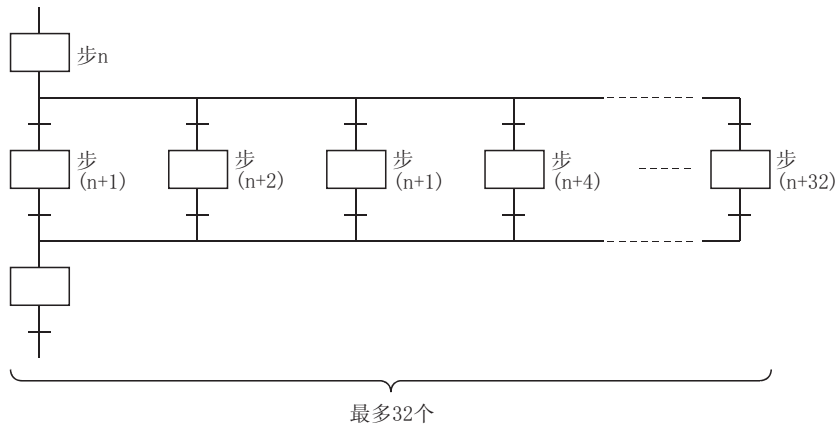 步n
步
(n+1)
步
(n+2)
步
(n+1)
步
(n+4)
步
(n+32)
最多32个